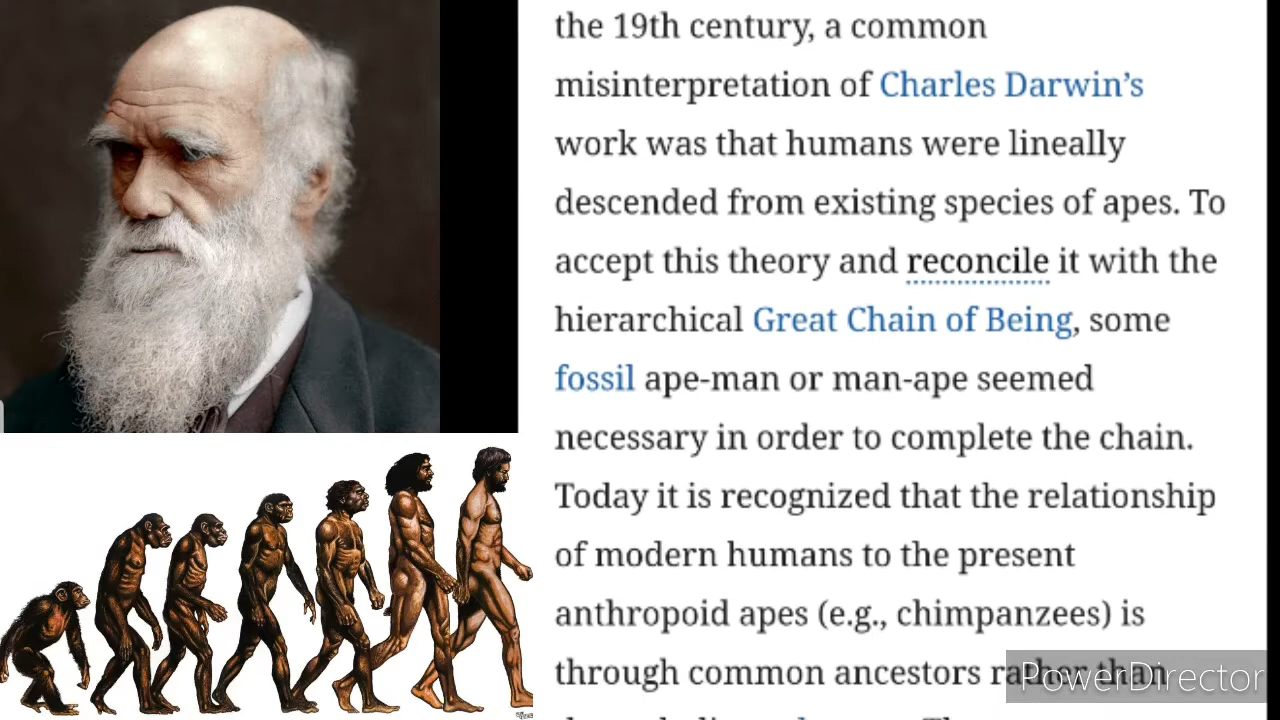 the 19th century, a common
misinterpretation of Charles Darwin’s
work was that humans were lineally
descended from existing species of apes. To
accept this theory and reconcile it with the
hierarchical Great Chain of Being, some
fossil ape-man or man-ape seemed
necessary in order to complete the chain.
Today it is recognized that the relationship
of modern humans to the present
anthropoid apes (e.g., chimpanzees) is
through common ancestors rather than
PowerDirector